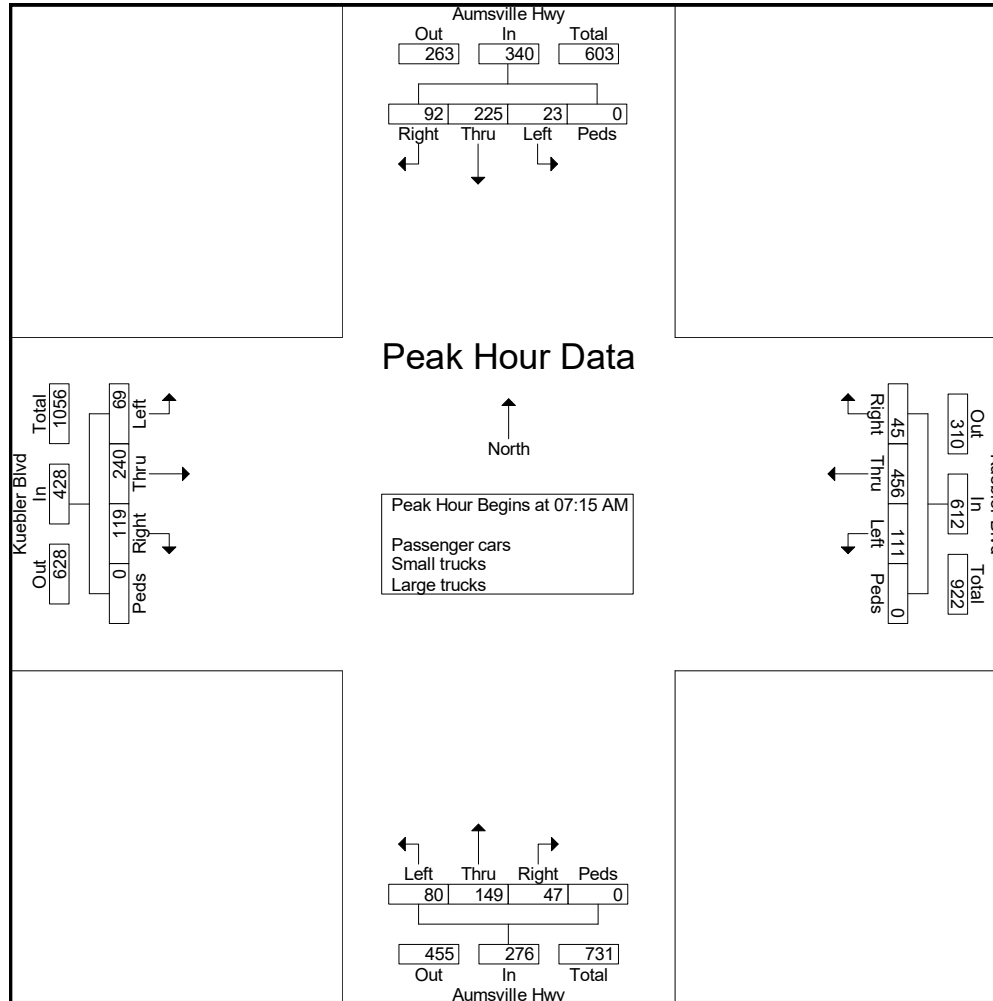 Aumsville Hwy
Out In Total
263 340 603
92 225 23 0
Right Thru Left Peds
Peak Hour Data
North
Peak Hour Begins at 07:15 AM
Passenger cars
Small trucks
Large trucks
Kuebler Blvd
Total In Out
1056 428 628
69 240 119 0
Left Thru Right Peds
Right Thru Left Peds
45 456 111 0
310 612 922
Out In Total
Left Thru Right Peds
80 149 47 0
455 276 731
Out In Total
Aumsville Hwy